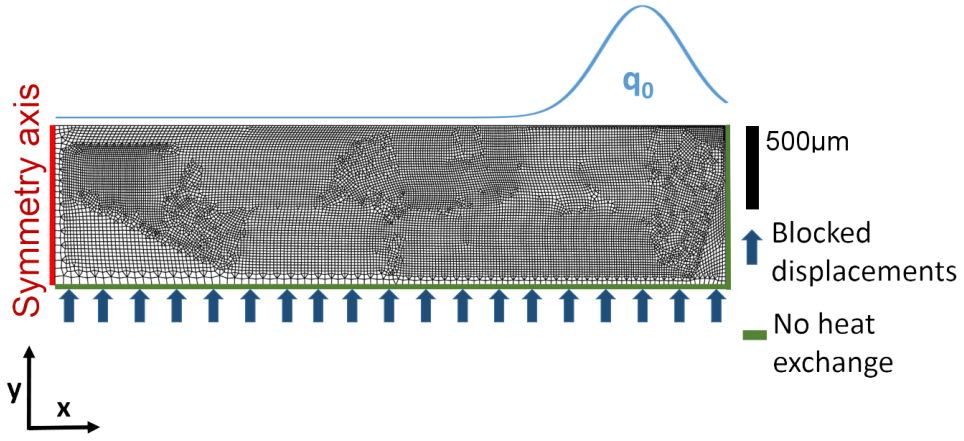 q₀
Symmetry axis
500µm
Blocked
displacements
No heat
exchange
y
x